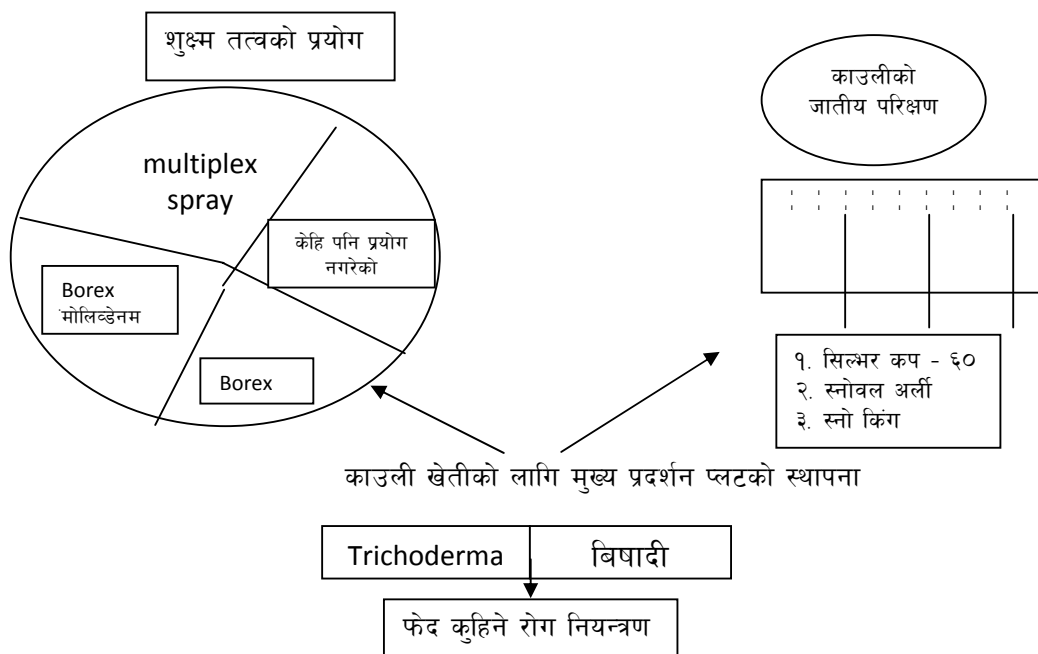 शुक्ष्म तत्वको प्रयोग
काउलीको
जातीय परिक्षण
multiplex
spray
केहि पनि प्रयोग
नगरेको
Borex
मोलिव्डेनम
Borex
१. सिल्भर कप - ६०
२. स्नोवल अर्ली
३. स्नो किंग
काउली खेतीको लागि मुख्य प्रदर्शन प्लटको स्थापना
Trichoderma
बिषादी
फेद कुहिने रोग नियन्त्रण